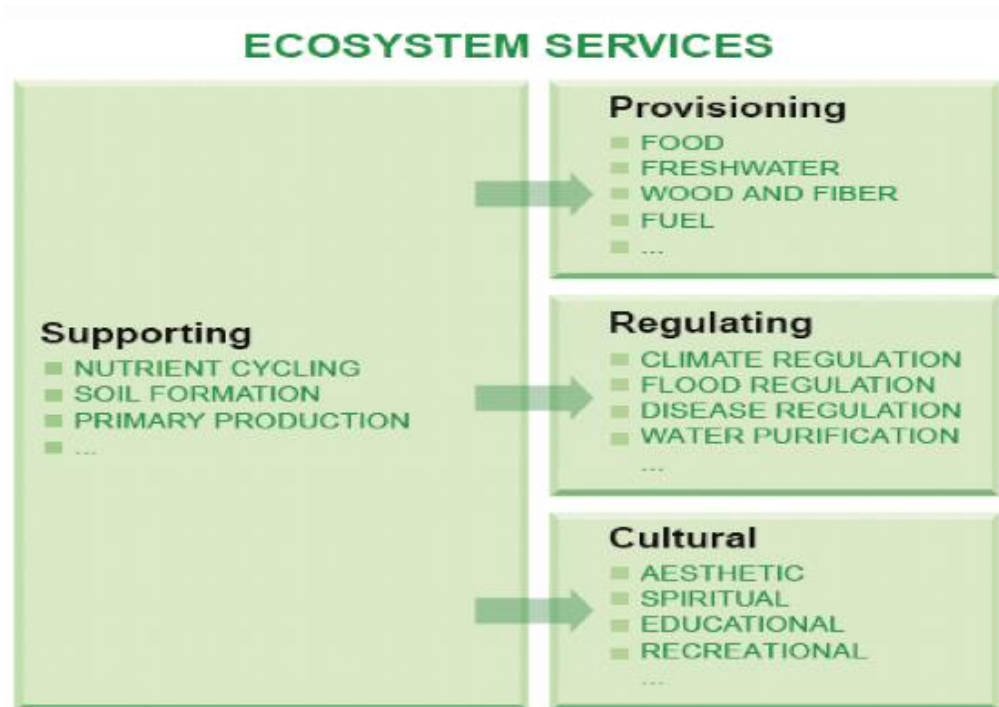 ECOSYSTEM SERVICES
Supporting
NUTRIENT CYCLING
SOIL FORMATION
PRIMARY PRODUCTION
...
Provisioning
FOOD
FRESHWATER
WOOD AND FIBER
FUEL
...
Regulating
CLIMATE REGULATION
FLOOD REGULATION
DISEASE REGULATION
WATER PURIFICATION
...
Cultural
AESTHETIC
SPIRITUAL
EDUCATIONAL
RECREATIONAL
...